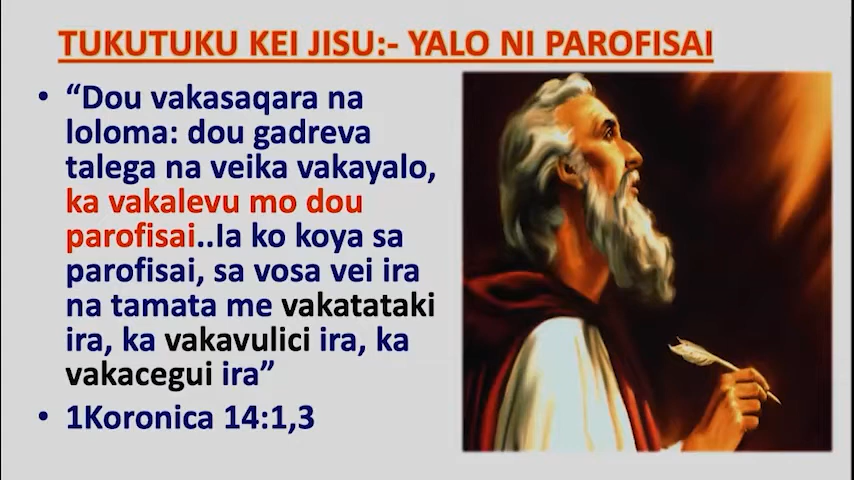 TUKUTUKU KEI JISU:- YALO NI PAROFISAI
• “Dou vakasaqara na
loloma: dou gadreva
talega na veika vakayalo,
ka vakalevu mo dou
parofisai..Ia ko koya sa
parofisai, sa vosa vei ira
na tamata me vakatataki
ira, ka vakavulici ira, ka
vakacegui ira”
• 1Koronica 14:1,3